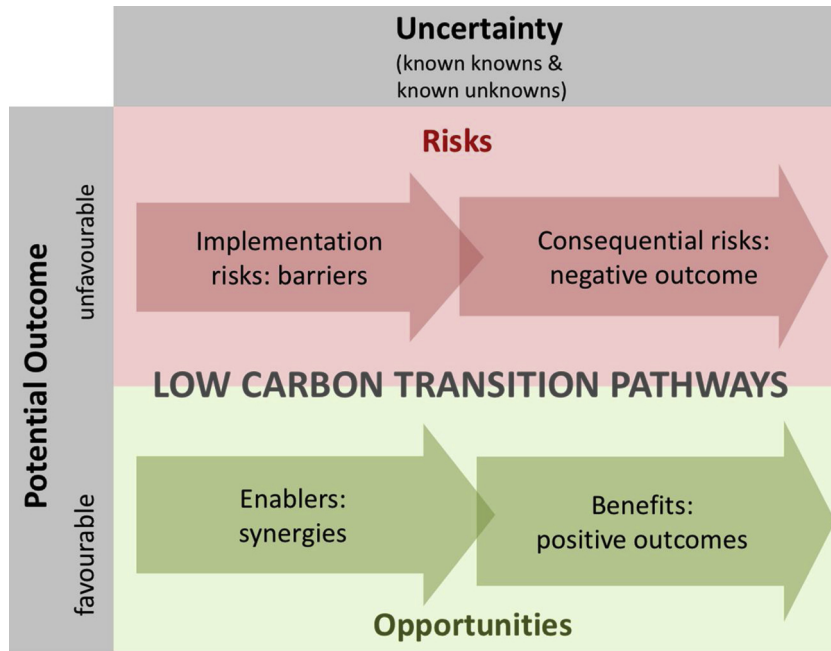 Uncertainty
(known knowns &
known unknowns)
Risks
Potential Outcome
unfavourable
Implementation
risks: barriers
Consequential risks:
negative outcome
LOW CARBON TRANSITION PATHWAYS
favourable
Enablers:
synergies
Benefits:
positive outcomes
Opportunities